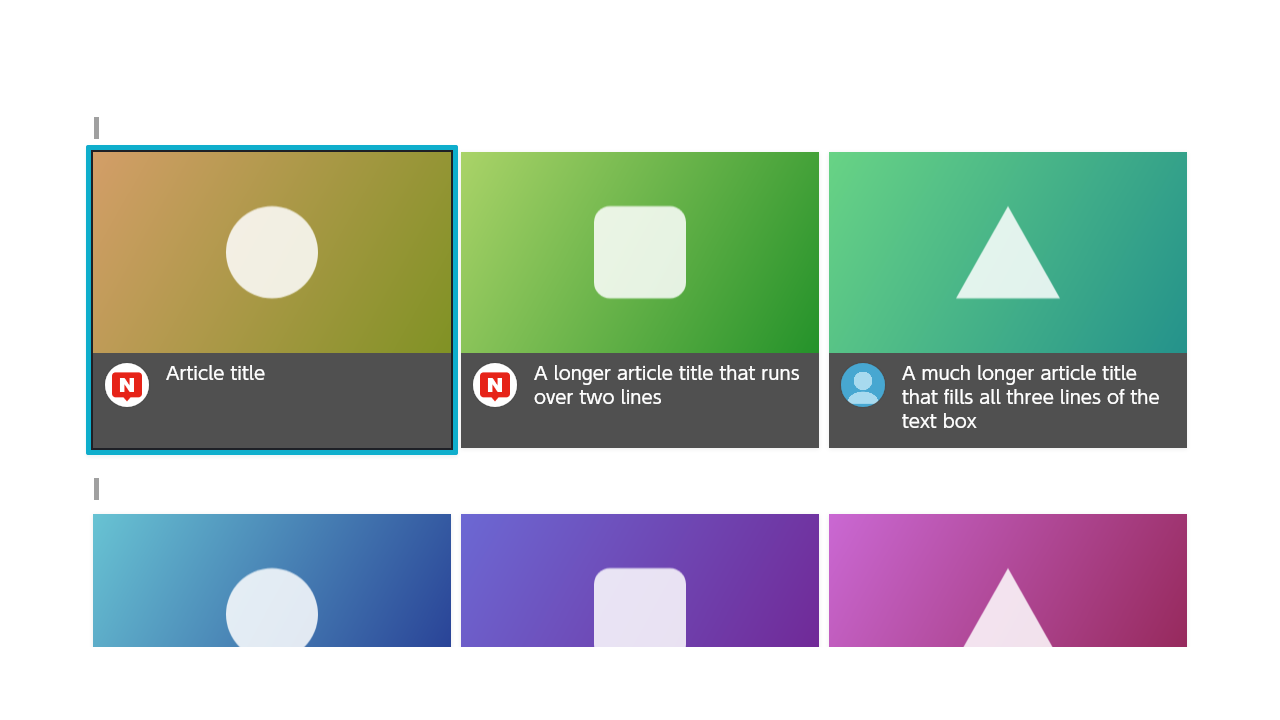 N Article title
N A longer article title that runs
over two lines
A much longer article title
that fills all three lines of the
text box